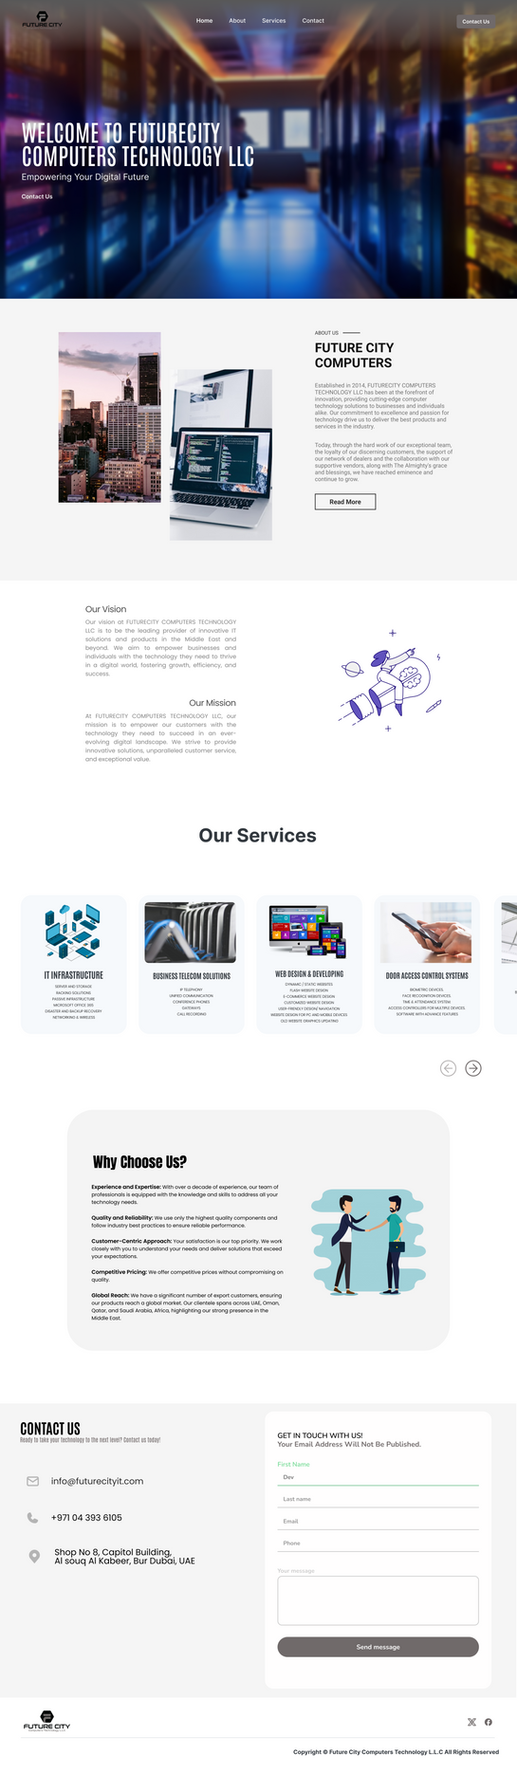 FUTURE CITY
Home
About
Services
Contact
Contact Us
WELCOME TO FUTURECITY
COMPUTERS TECHNOLOGY LLC
Empowering Your Digital Future
Contact Us
ABOUT US
FUTURE CITY
COMPUTERS
Established in 2014, FUTURECITY COMPUTERS
TECHNOLOGY LLC has been at the forefront of
innovation, providing cutting-edge computer
technology solutions to businesses and individuals
alike. Our commitment to excellence and passion for
technology drive us to deliver the best products and
services in the industry.
Today, through the hard work of our exceptional team,
the loyalty of our discerning customers, the support of
our network of dealers and the collaboration with our
supportive vendors, along with The Almighty's grace
and blessings, we have reached eminence and
continue to grow.
Read More
Our Vision
Our vision at FUTURECITY COMPUTERS TECHNOLOGY
LLC is to be the leading provider of innovative IT
solutions and products in the Middle East and
beyond. We aim to empower businesses and
individuals with the technology they need to thrive
in a digital world, fostering growth, efficiency, and
success.
Our Mission
At FUTURECITY COMPUTERS TECHNOLOGY LLC, our
mission is to empower our customers with the
technology they need to succeed in an ever-
evolving digital landscape. We strive to provide
innovative solutions, unparalleled customer service,
and exceptional value.
Our Services
IT INFRASTRUCTURE
SERVER AND STORAGE
BACKING SOLUTIONS
PASSIVE INFRASTRUCTURE
MICROSOFT OFFICE 365
DISASTER AND BACKUP RECOVERY
NETWORKING & WIRELESS
BUSINESS TELECOM SOLUTIONS
IP TELEPHONY
UNIFIED COMMUNICATION
CONFERENCE PHONES
GATEWAYS
CALL RECORDING
WEB DESIGN & DEVELOPING
DYNAMIC / STATIC WEBSITES
FLASH WEBSITE DESIGN
E-COMMERCE WEBSITE DESIGN
CUSTOMIZED WEBSITE DESIGN
USER-FRIENDLY DESIGN/ NAVIGATION
WEBSITE DESIGN FOR PC AND MOBILE DEVICES
OLD WEBSITE GRAPHICS UPDATING
DOOR ACCESS CONTROL SYSTEMS
BIOMETRIC DEVICES
FACE RECOGNITION DEVICES
TIME & ATTENDANCE SYSTEM
ACCESS CONTROLLERS FOR MULTIPLE DEVICES
SOFTWARE WITH ADVANCE FEATURES
Why Choose Us?
Experience and Expertise: With over a decade of experience, our team of
professionals is equipped with the knowledge and skills to address all your
technology needs.
Quality and Reliability: We use only the highest quality components and
follow industry best practices to ensure reliable performance.
Customer-Centric Approach: Your satisfaction is our top priority. We work
closely with you to understand your needs and deliver solutions that exceed
your expectations.
Competitive Pricing: We offer competitive prices without compromising on
quality.
Global Reach: We have a significant number of export customers, ensuring
our products reach a global market. Our clientele spans across UAE, Oman,
Qatar, and Saudi Arabia, Africa, highlighting our strong presence in the
Middle East.
CONTACT US
Ready to take your technology to the next level? Contact us today!
info@futurecityit.com
+971 04 393 6105
Shop No 8, Capitol Building,
Al souq Al Kabeer, Bur Dubai, UAE
GET IN TOUCH WITH US!
Your Email Address Will Not Be Published.
First Name
Dev
Last name
Email
Phone
Your message
Send message
FUTURE CITY
Copyright © Future City Computers Technology L.L.C All Rights Reserved